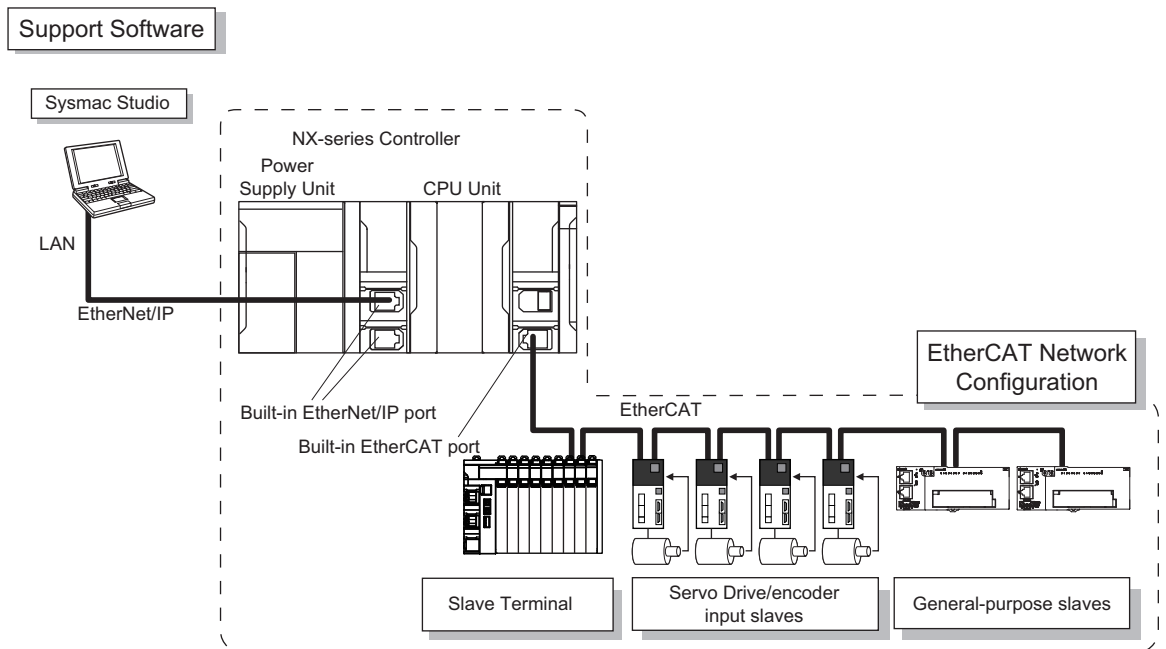 Support Software
Sysmac Studio
NX-series Controller
Power
Supply Unit
CPU Unit
LAN
EtherNet/IP
EtherCAT Network
Configuration
Built-in EtherNet/IP port
EtherCAT
Built-in EtherCAT port
Slave Terminal
Servo Drive/encoder
input slaves
General-purpose slaves